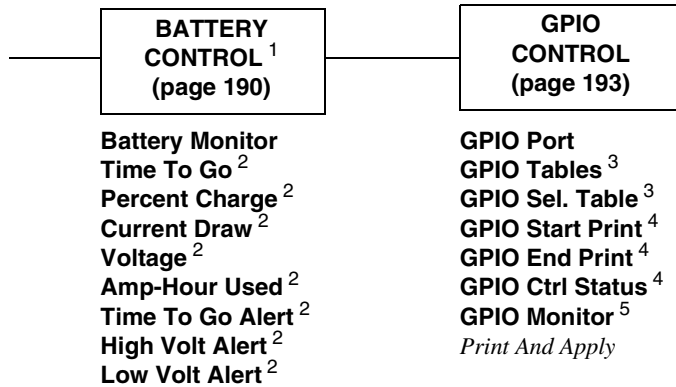 BATTERY
CONTROL 1
(page 190)
Battery Monitor
Time To Go 2
Percent Charge 2
Current Draw 2
Voltage 2
Amp-Hour Used 2
Time To Go Alert 2
High Volt Alert 2
Low Volt Alert 2
GPIO
CONTROL
(page 193)
GPIO Port
GPIO Tables 3
GPIO Sel. Table 3
GPIO Start Print 4
GPIO End Print 4
GPIO Ctrl Status 4
GPIO Monitor 5
Print And Apply